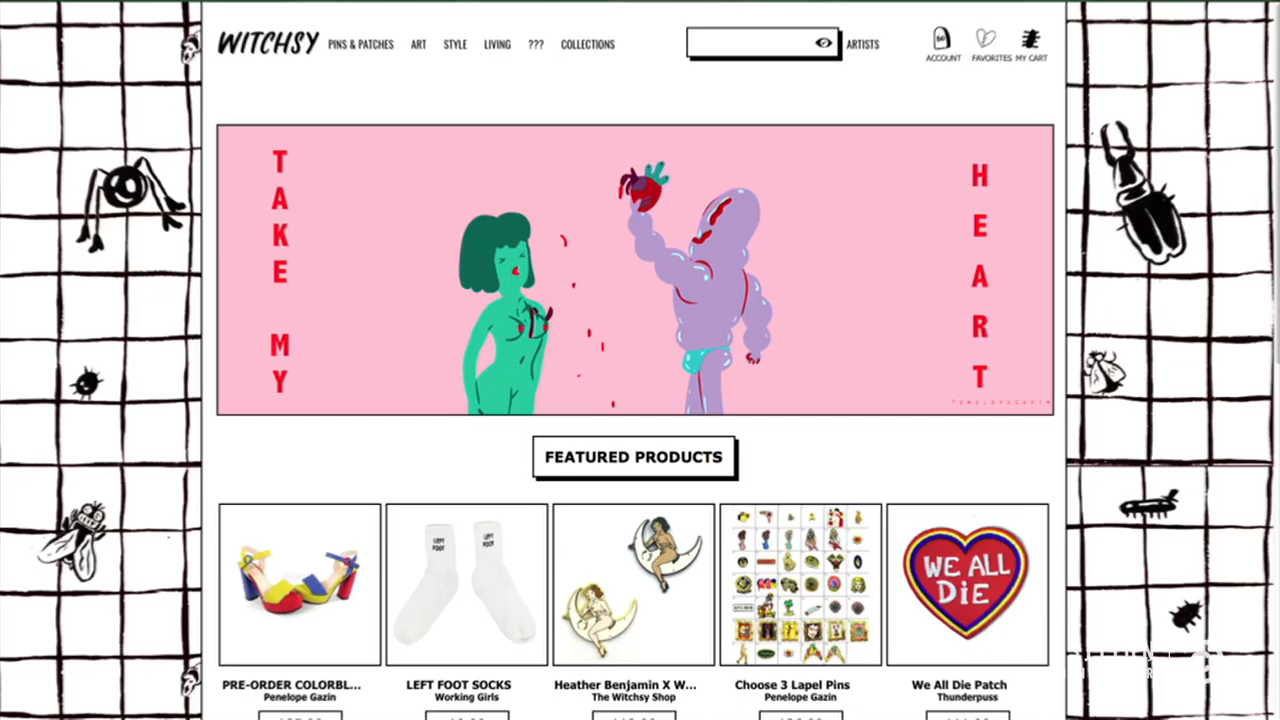 WITCHSY
PINS & PATCHES ART STYLE LIVING ??? COLLECTIONS
ARTISTS
ACCOUNT FAVORITES MY CART
TAKE
MY
HEART
FEATURED PRODUCTS
LEFT
FOOT
LEFT
FOOT
WE ALL
DiE
PRE-ORDER COLORBL...
Penelope Gazin
LEFT FOOT SOCKS
Working Girls
Heather Benjamin X W...
The Witchsy Shop
Choose 3 Lapel Pins
Penelope Gazin
We All Die Patch
Thunderpuss